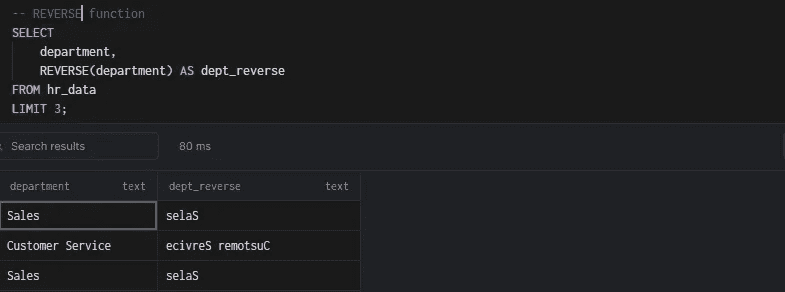 -- REVERSE function
SELECT
department,
REVERSE(department) AS dept_reverse
FROM hr_data
LIMIT 3;
Search results 80 ms
department text dept_reverse text
Sales selaS
Customer Service ecivreS remotsuC
Sales selaS